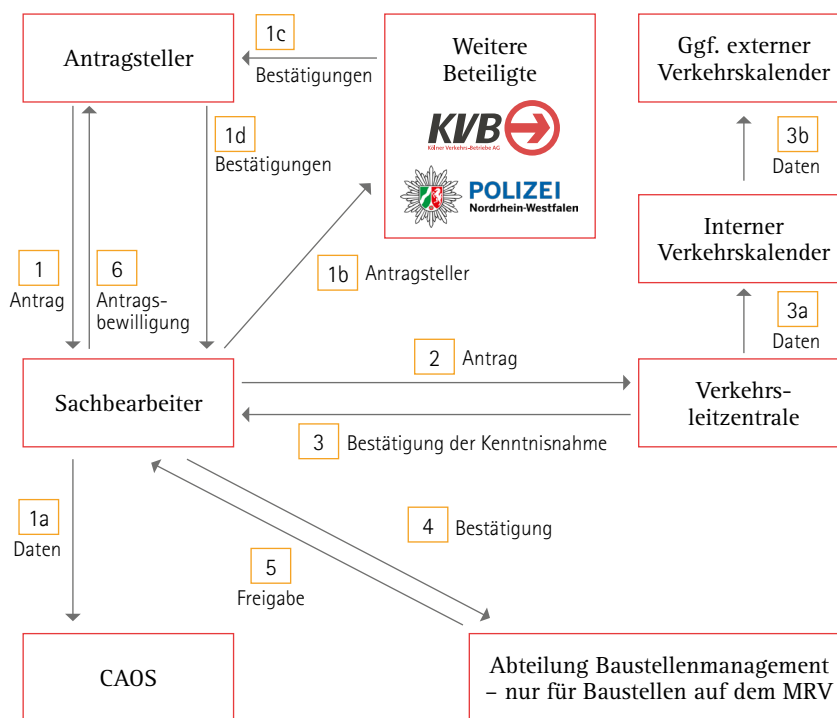 Antragsteller
1c
Bestätigungen
Weitere
Beteiligte
KVB
Kölner Verkehrs-Betriebe AG
POLIZEI
Nordrhein-Westfalen
Ggf. externer
Verkehrskalender
1d
Bestätigungen
3b
Daten
1
Antrag
6
Antrags-
bewilligung
1b Antragsteller
Interner
Verkehrskalender
3a
Daten
2 Antrag
Sachbearbeiter
Verkehrs-
leitzentrale
3 Bestätigung der Kenntnisnahme
1a
Daten
4 Bestätigung
5
Freigabe
CAOS
Abteilung Baustellenmanagement
– nur für Baustellen auf dem MRV